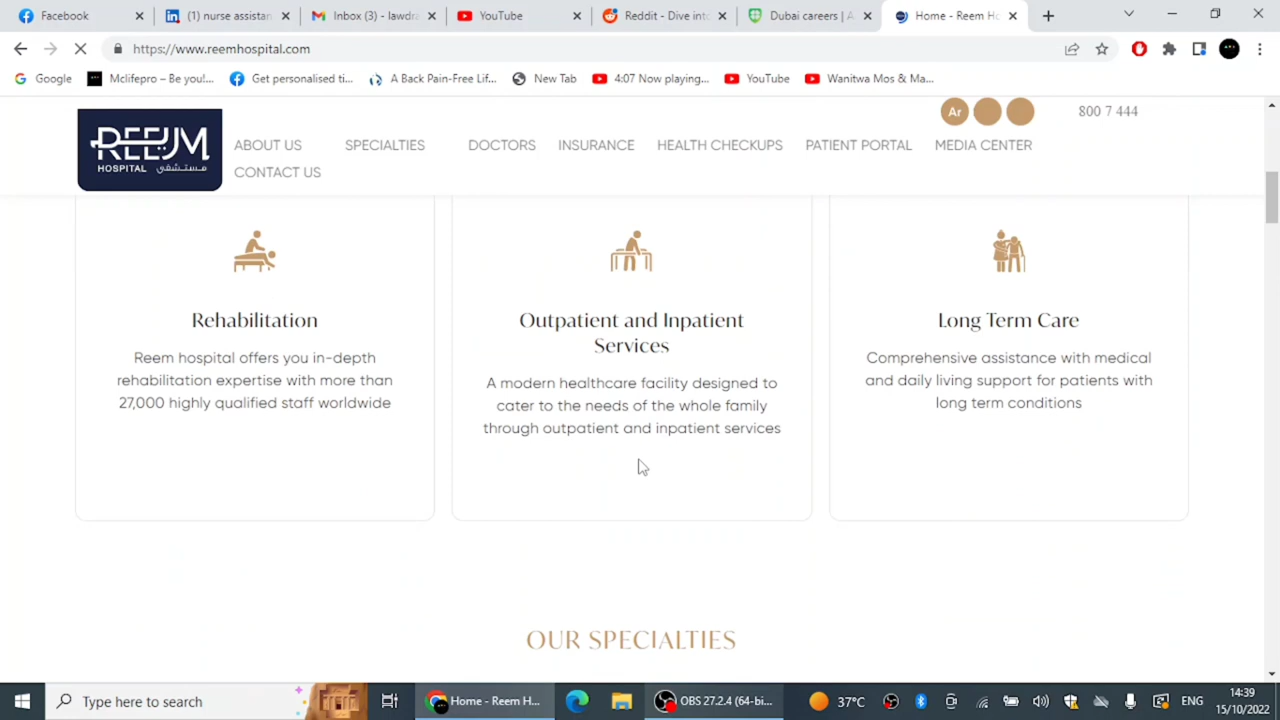 Facebook
(1) nurse assistan
Inbox (3) - lawdra
YouTube
Reddit - Dive into
Dubai careers | A
Home - Reem Ho
https://www.reemhospital.com
Google
Mclifepro – Be you!...
Get personalised ti...
A Back Pain-Free Lif...
New Tab
4:07 Now playing...
YouTube
Wanitwa Mos & Ma...
REEM
HOSPITAL مستشفى
Ar
800 7 444
ABOUT US
SPECIALTIES
DOCTORS
INSURANCE
HEALTH CHECKUPS
PATIENT PORTAL
MEDIA CENTER
CONTACT US
Rehabilitation
Reem hospital offers you in-depth
rehabilitation expertise with more than
27,000 highly qualified staff worldwide
Outpatient and Inpatient
Services
A modern healthcare facility designed to
cater to the needs of the whole family
through outpatient and inpatient services
Long Term Care
Comprehensive assistance with medical
and daily living support for patients with
long term conditions
OUR SPECIALTIES
Type here to search
Home - Reem H...
OBS 27.2.4 (64-bi...
37°C
ENG
14:39
15/10/2022